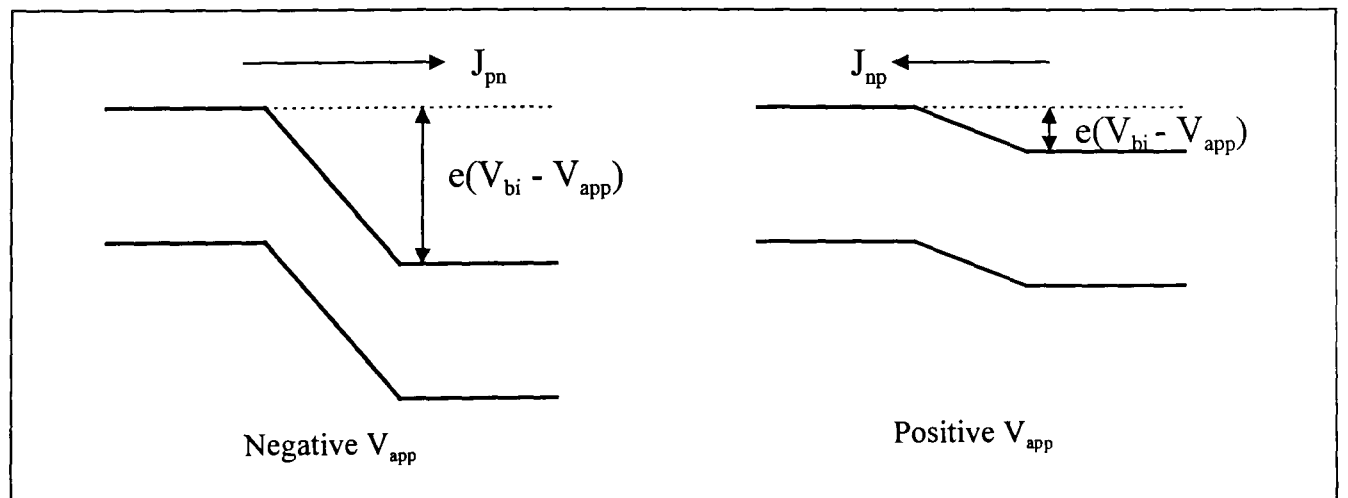 J_pn
J_np
e(V_bi - V_app)
e(V_bi - V_app)
Negative V_app
Positive V_app